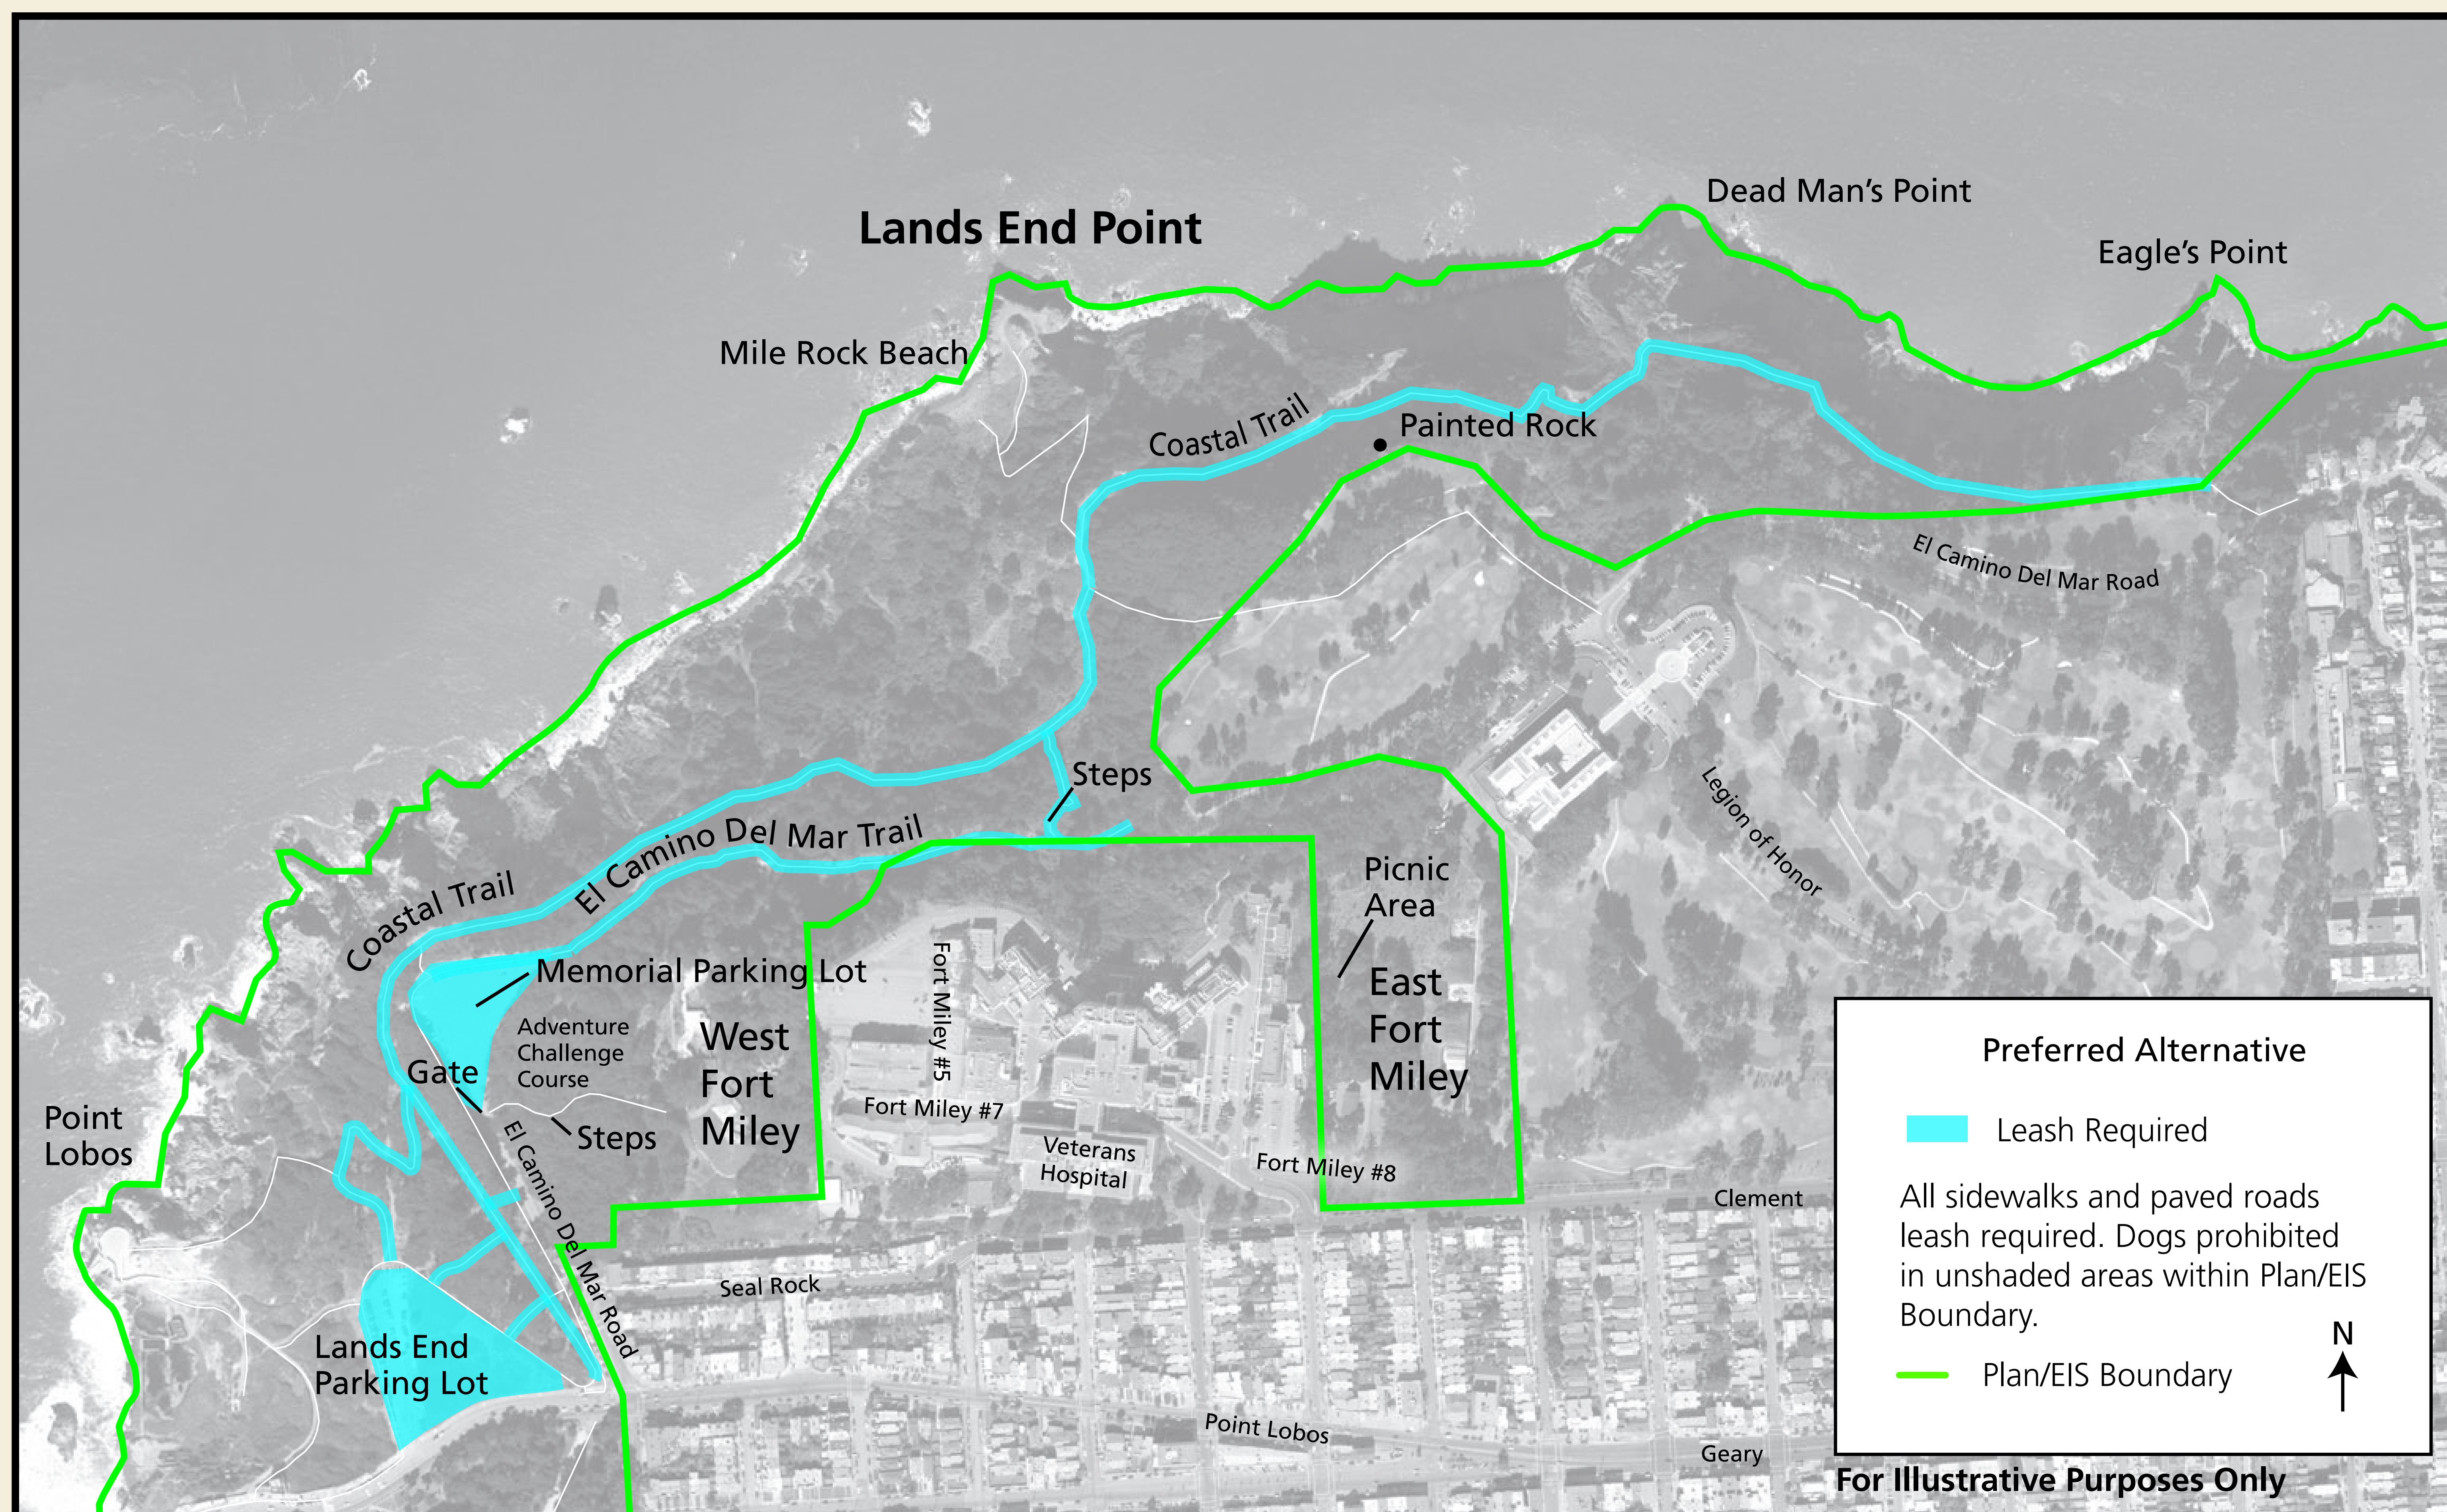 Dead Man's Point
Lands End Point
Eagle's Point
Mile Rock Beach
Coastal Trail
Painted Rock
El Camino Del Mar Road
Steps
Legion of Honor
El Camino Del Mar Trail
Coastal Trail
Picnic
Area
Memorial Parking Lot
Fort Miley #5
East
Fort
Miley
Adventure
Challenge
Course
West
Fort
Miley
Gate
Point
Lobos
Steps
Fort Miley #7
Veterans
Hospital
Fort Miley #8
Clement
El Camino Del Mar Road
Seal Rock
Lands End
Parking Lot
Point Lobos
Geary
Preferred Alternative
Leash Required
All sidewalks and paved roads
leash required. Dogs prohibited
in unshaded areas within Plan/EIS
Boundary.
N
Plan/EIS Boundary
For Illustrative Purposes Only